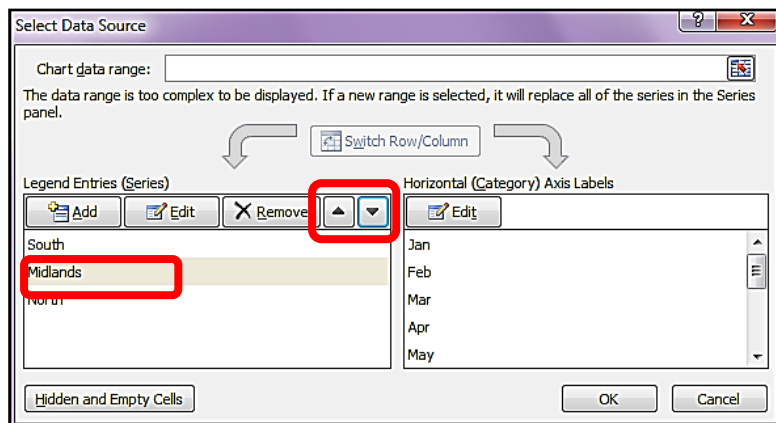 Select Data Source
Chart data range:
The data range is too complex to be displayed. If a new range is selected, it will replace all of the series in the Series
panel.
Switch Row/Column
Legend Entries (Series)
Horizontal (Category) Axis Labels
Add Edit Remove
Edit
South
Midlands
North
Jan
Feb
Mar
Apr
May
Hidden and Empty Cells
OK
Cancel